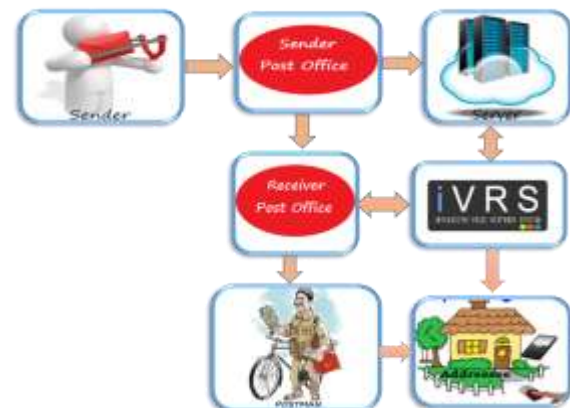 Sender
Sender
Post Office
Server
Receiver
Post Office
iVRS
POSTMAN
Addressee